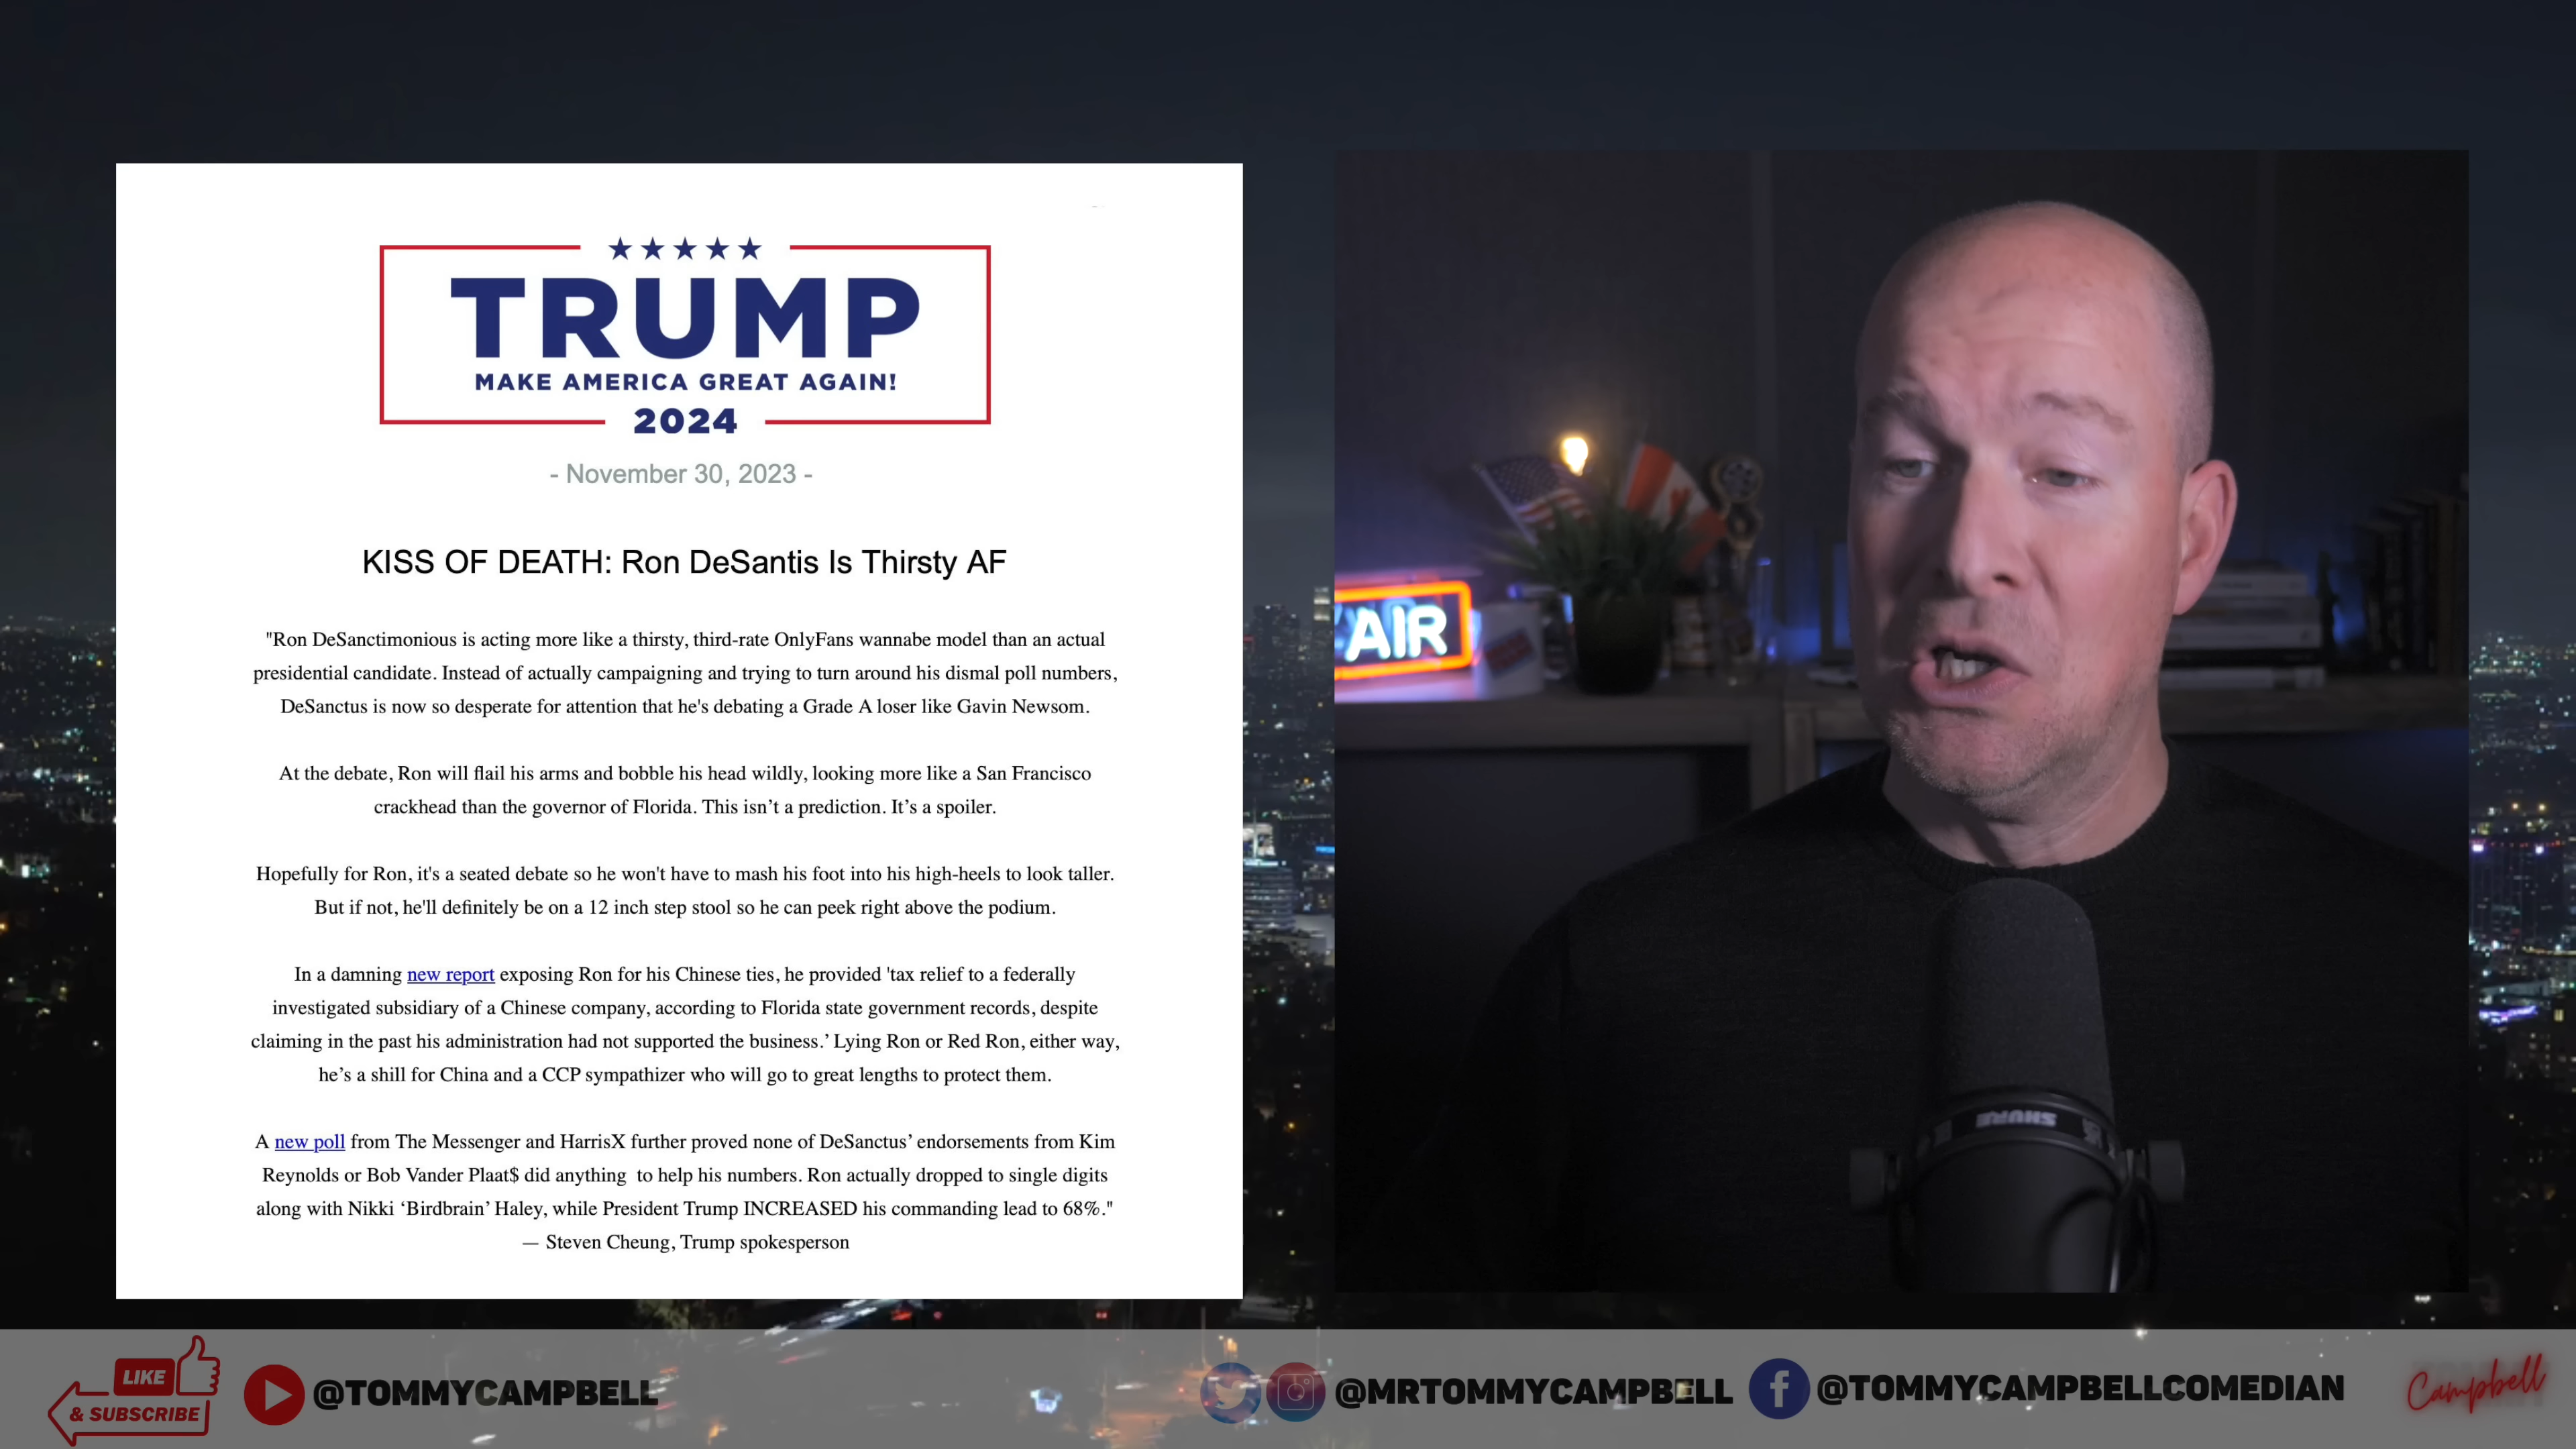 TRUMP
MAKE AMERICA GREAT AGAIN!
2024
- November 30, 2023 -
KISS OF DEATH: Ron DeSantis Is Thirsty AF
"Ron DeSanctimonious is acting more like a thirsty, third-rate OnlyFans wannabe model than an actual
presidential candidate. Instead of actually campaigning and trying to turn around his dismal poll numbers,
DeSanctus is now so desperate for attention that he's debating a Grade A loser like Gavin Newsom.
At the debate, Ron will flail his arms and bobble his head wildly, looking more like a San Francisco
crackhead than the governor of Florida. This isn’t a prediction. It’s a spoiler.
Hopefully for Ron, it's a seated debate so he won't have to mash his foot into his high-heels to look taller.
But if not, he'll definitely be on a 12 inch step stool so he can peek right above the podium.
In a damning new report exposing Ron for his Chinese ties, he provided 'tax relief to a federally
investigated subsidiary of a Chinese company, according to Florida state government records, despite
claiming in the past his administration had not supported the business.’ Lying Ron or Red Ron, either way,
he’s a shill for China and a CCP sympathizer who will go to great lengths to protect them.
A new poll from The Messenger and HarrisX further proved none of DeSanctus’ endorsements from Kim
Reynolds or Bob Vander Plaat$ did anything  to help his numbers. Ron actually dropped to single digits
along with Nikki ‘Birdbrain’ Haley, while President Trump INCREASED his commanding lead to 68%."
— Steven Cheung, Trump spokesperson
AIR
SHURE
LIKE
& SUBSCRIBE
@TOMMYCAMPBELL
@MRTOMMYCAMPBELL
@TOMMYCAMPBELLCOMEDIAN
Campbell